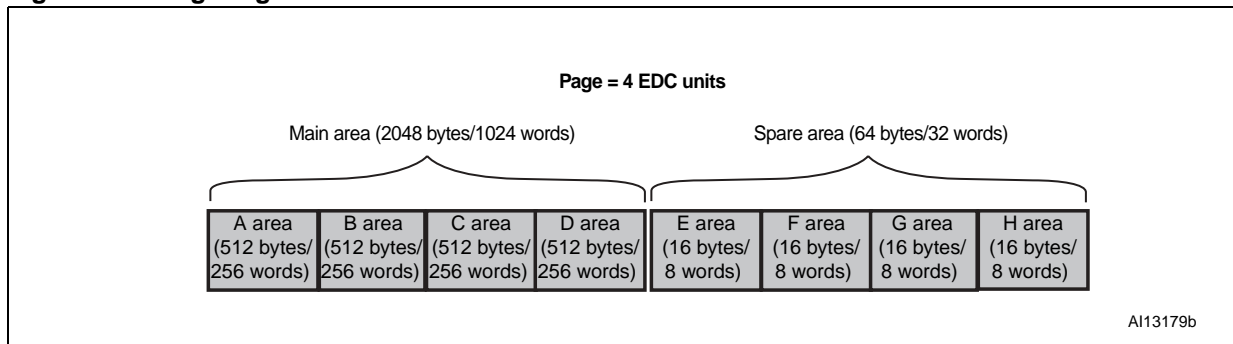 Page = 4 EDC units
Main area (2048 bytes/1024 words)
Spare area (64 bytes/32 words)
A area
(512 bytes/
256 words)
B area
(512 bytes/
256 words)
C area
(512 bytes/
256 words)
D area
(512 bytes/
256 words)
E area
(16 bytes/
8 words)
F area
(16 bytes/
8 words)
G area
(16 bytes/
8 words)
H area
(16 bytes/
8 words)
AI13179b